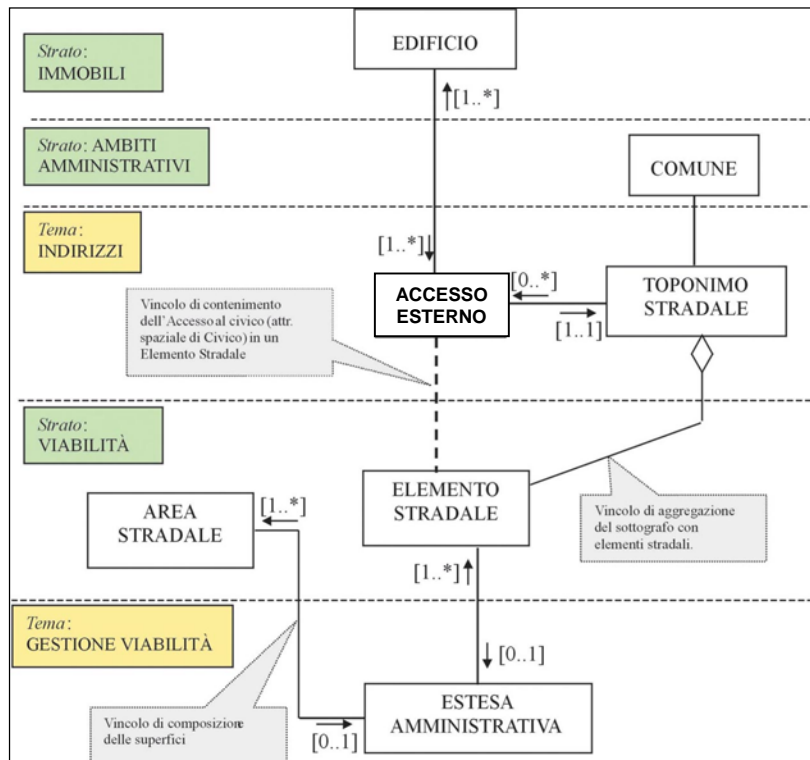 EDIFICIO
Strato:
IMMOBILI
[1..*]
Strato: AMBITI
AMMINISTRATIVI
COMUNE
Tema:
INDIRIZZI
[1..*]
[0..*]
ACCESSO
ESTERNO
TOPONIMO
STRADALE
[1..1]
Vincolo di contenimento
dell'Accesso al civico (attr.
spaziale di Civico) in un
Elemento Stradale
Strato:
VIABILITÀ
ELEMENTO
STRADALE
[1..*]
AREA
STRADALE
Vincolo di aggregazione
del sottografo con
elementi stradali.
[1..*]
Tema:
GESTIONE VIABILITÀ
[0..1]
ESTESA
AMMINISTRATIVA
Vincolo di composizione
delle superfici
[0..1]